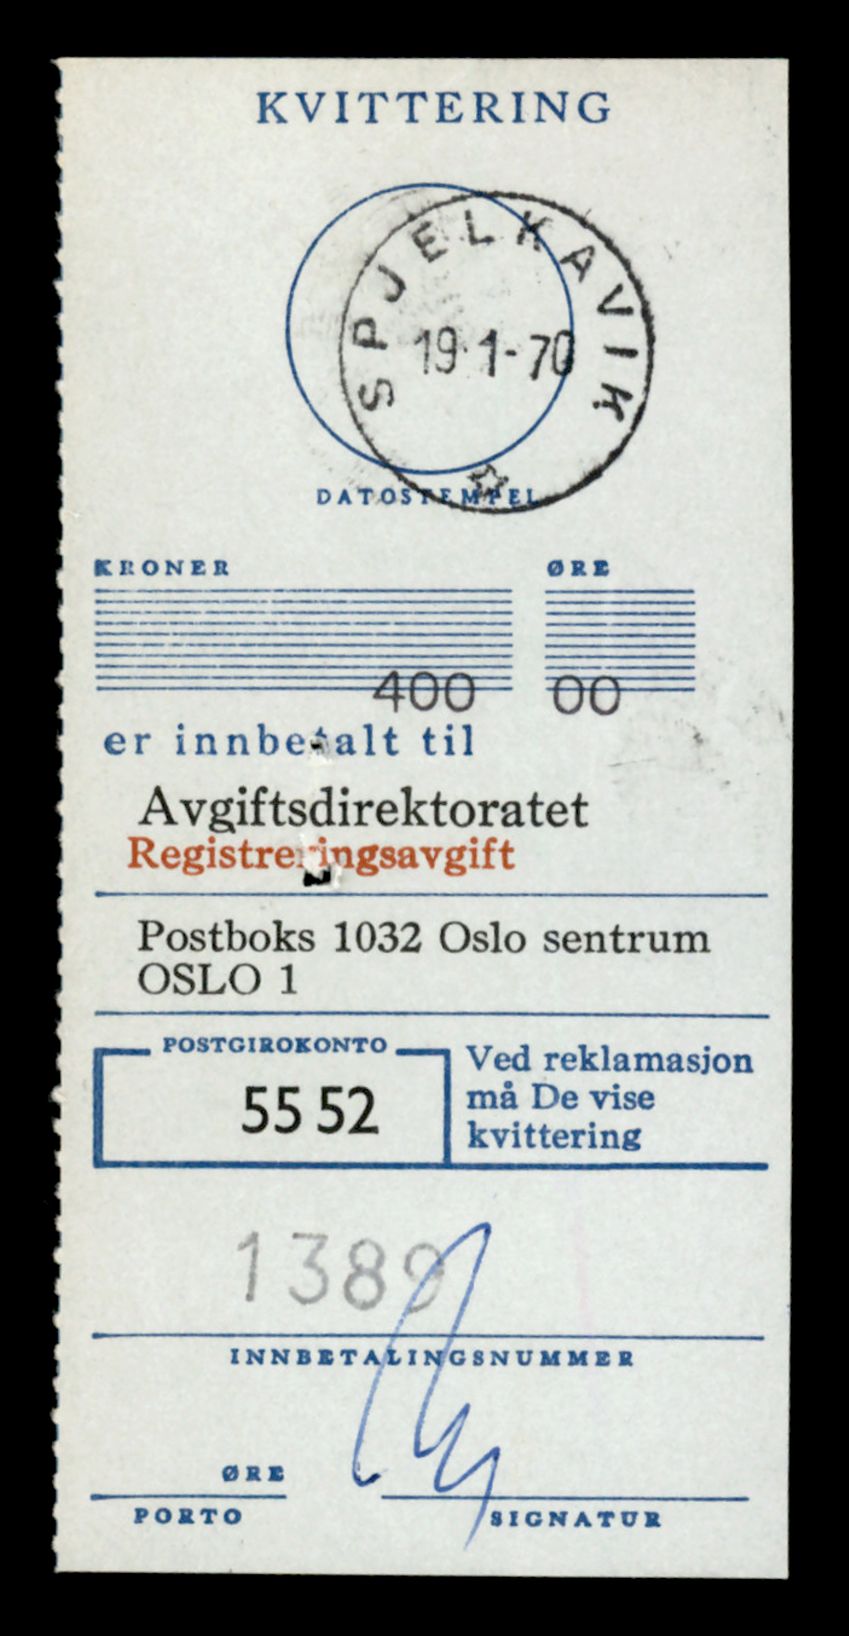 KVITTERING
SPJELKAVIK
19·1-70
DATOSTEMPEL
KRONER ØRE
400 00
er innbetalt til
Avgiftsdirektoratet
Registreringsavgift
Postboks 1032 Oslo sentrum
OSLO 1
POSTGIROKONTO
55 52
Ved reklamasjon
må De vise
kvittering
1389
INNBETALINGSNUMMER
ØRE
PORTO
SIGNATUR